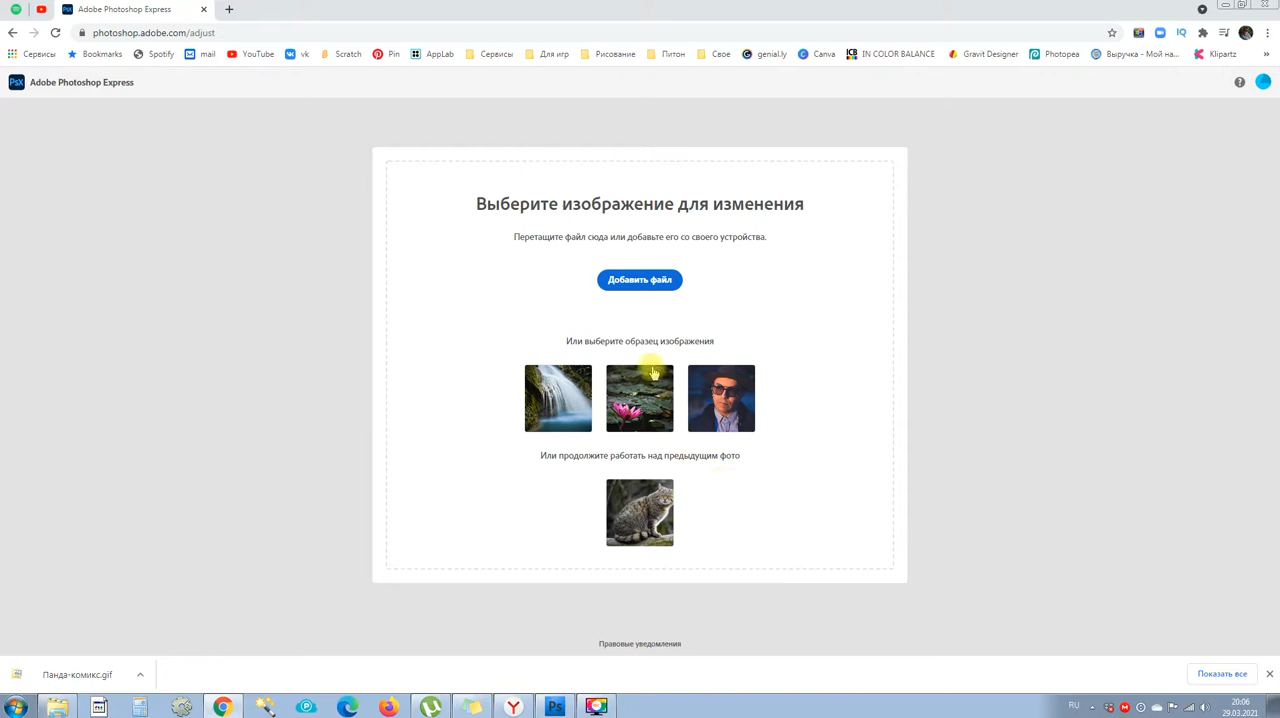 Adobe Photoshop Express
photoshop.adobe.com/adjust
Сервисы Bookmarks Spotify mail YouTube vk Scratch Pin AppLab Сервисы Для игр Рисование Питон Свое genial.ly Canva ICB IN COLOR BALANCE Gravit Designer Photopea Выручка - Мой на... Klipartz »
PsX Adobe Photoshop Express
Выберите изображение для изменения
Перетащите файл сюда или добавьте его со своего устройства.
Добавить файл
Или выберите образец изображения
Или продолжите работать над предыдущим фото
Правовые уведомления
Панда-комикс.gif
Показать все
RU
20:06
29.03.2021